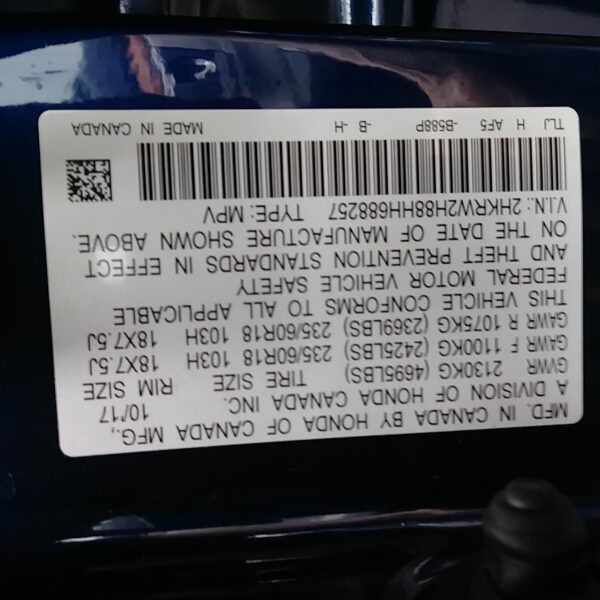 MFD. IN CANADA BY HONDA OF CANADA MFG.,
A DIVISION OF HONDA CANADA INC. 10/17
GVWR TIRE SIZE RIM SIZE
2130KG (4695LBS)
GAWR F 1100KG (2425LBS) 235/60R18 103H 18X7.5J
GAWR R 1075KG (2369LBS) 235/60R18 103H 18X7.5J
THIS VEHICLE CONFORMS TO ALL APPLICABLE
FEDERAL MOTOR VEHICLE SAFETY
AND THEFT PREVENTION STANDARDS IN EFFECT
ON THE DATE OF MANUFACTURE SHOWN ABOVE.
V.I.N.: 2HKRW2H88HH688257 TYPE: MPV
TLJ H AF5 -B588P -B -H MADE IN CANADA